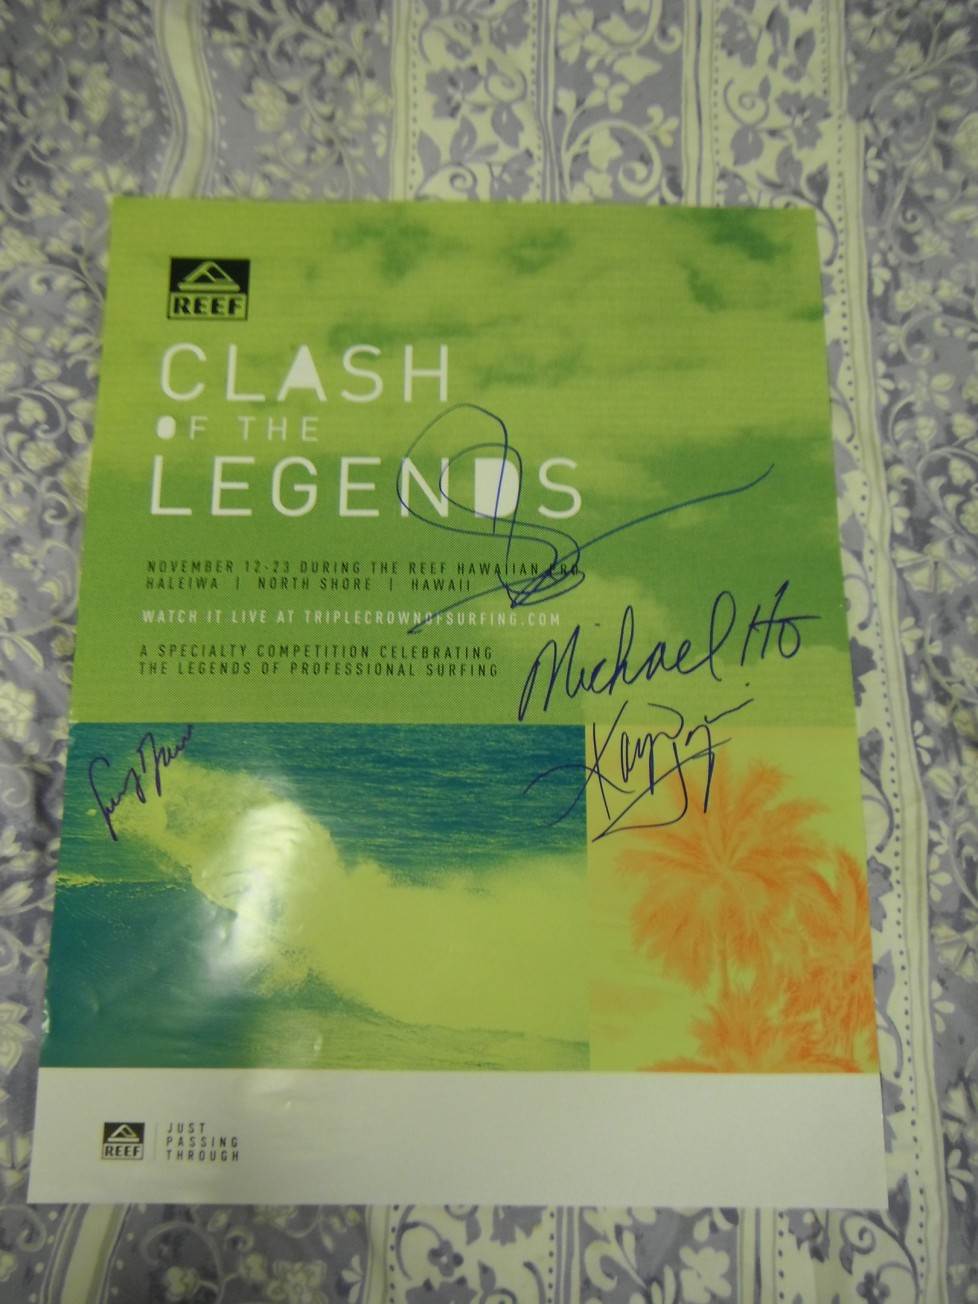 REEF
CLASH
OF THE
LEGENDS
NOVEMBER 12-23 DURING THE REEF HAWAIIAN PRO
HALEIWA | NORTH SHORE | HAWAII
WATCH IT LIVE AT TRIPLECROWNOFSURFING.COM
A SPECIALTY COMPETITION CELEBRATING
THE LEGENDS OF PROFESSIONAL SURFING
Michael Ho
REEF
JUST
PASSING
THROUGH